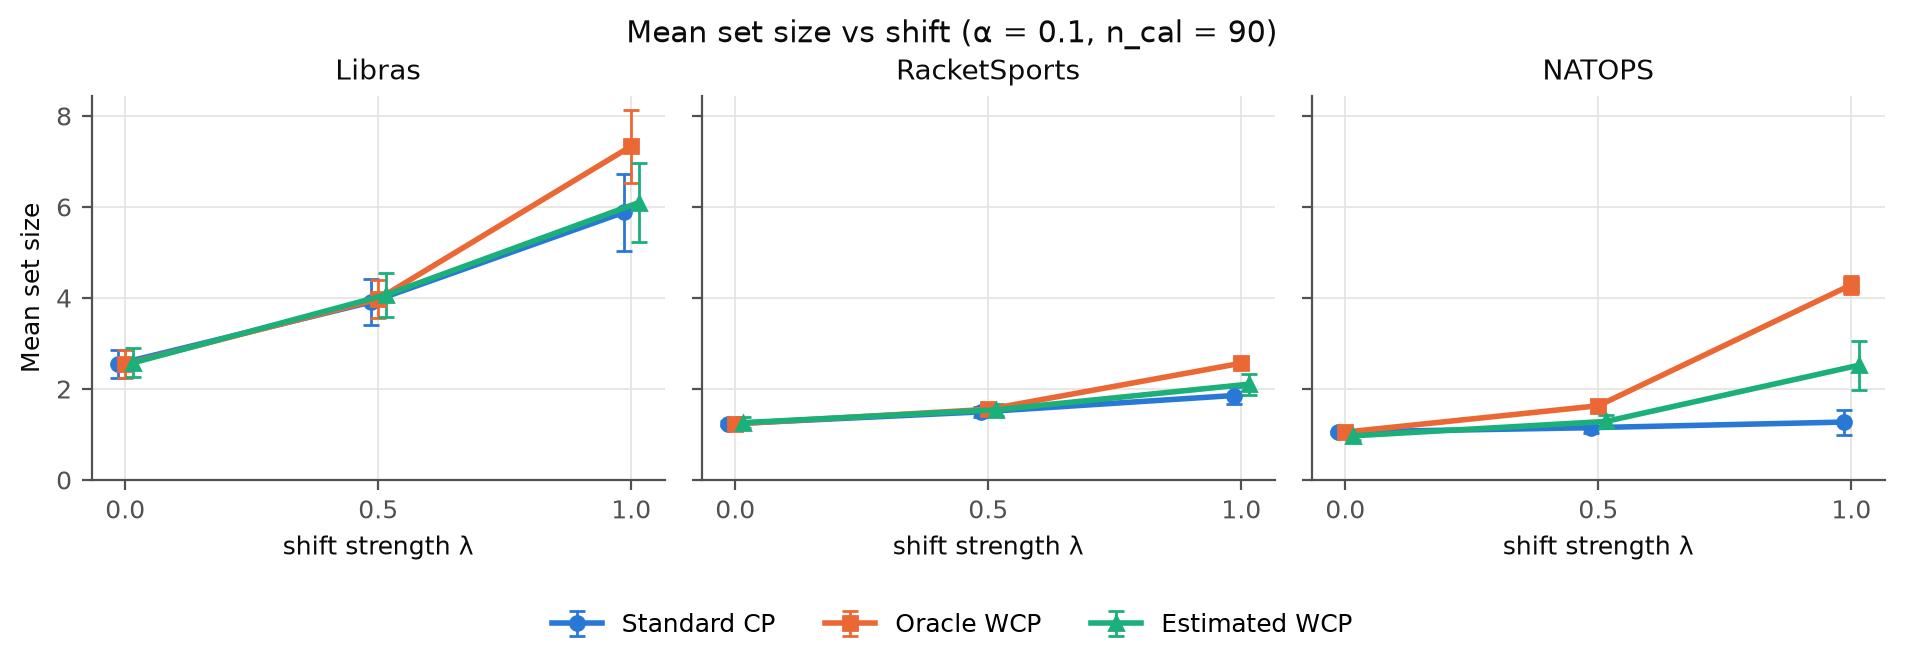 Mean set size vs shift (α = 0.1, n_cal = 90)
Libras
RacketSports
NATOPS
Mean set size
8
6
4
2
0
0.0 0.5 1.0
0.0 0.5 1.0
0.0 0.5 1.0
shift strength λ
shift strength λ
shift strength λ
Standard CP
Oracle WCP
Estimated WCP